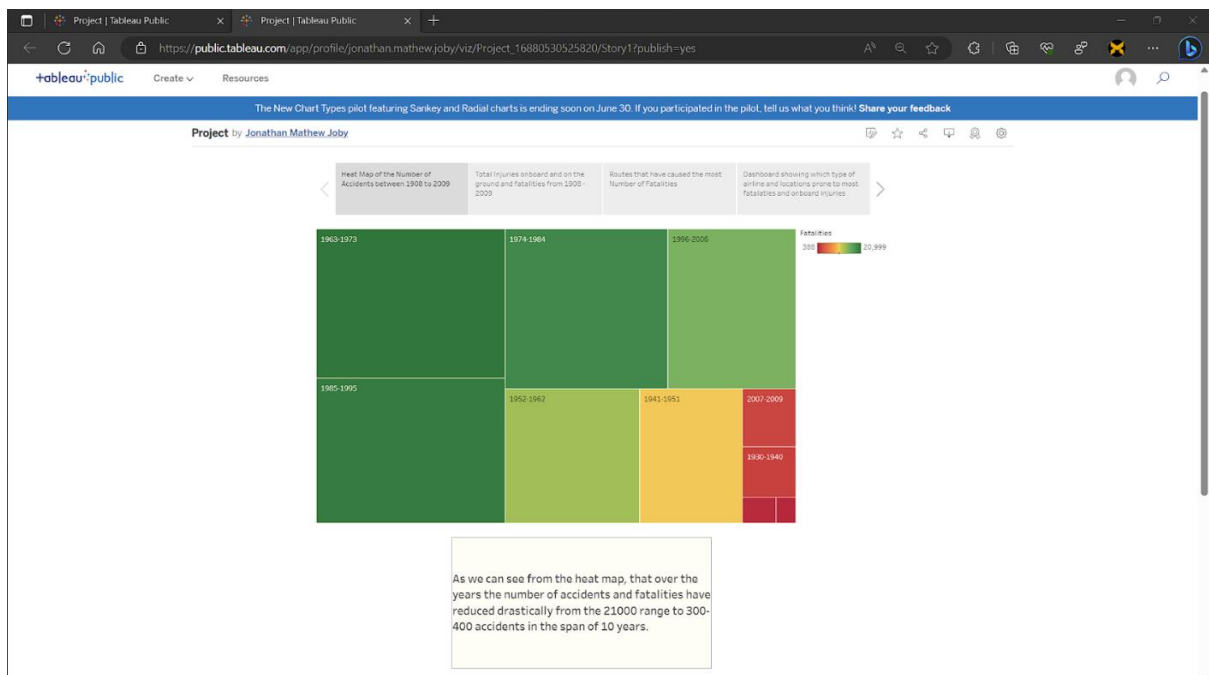 Project | Tableau Public
Project | Tableau Public
https://public.tableau.com/app/profile/jonathan.mathew.joby/viz/Project_16880530525820/Story1?publish=yes
+ableau:public
Create
Resources
The New Chart Types pilot featuring Sankey and Radial charts is ending soon on June 30. If you participated in the pilot, tell us what you think! Share your feedback
Project by Jonathan Mathew Joby
Heat Map of the Number of
Accidents between 1908 to 2009
Total Injuries onboard and on the
ground and fatalities from 1908 -
2009
Routes that have caused the most
Number of Fatalities
Dashboard showing which type of
airline and locations prone to most
fatalaties and onboard injuries
1963-1973
1974-1984
1996-2006
Fatalities
388
20,999
1985-1995
1952-1962
1941-1951
2007-2009
1930-1940
As we can see from the heat map, that over the
years the number of accidents and fatalities have
reduced drastically from the 21000 range to 300-
400 accidents in the span of 10 years.